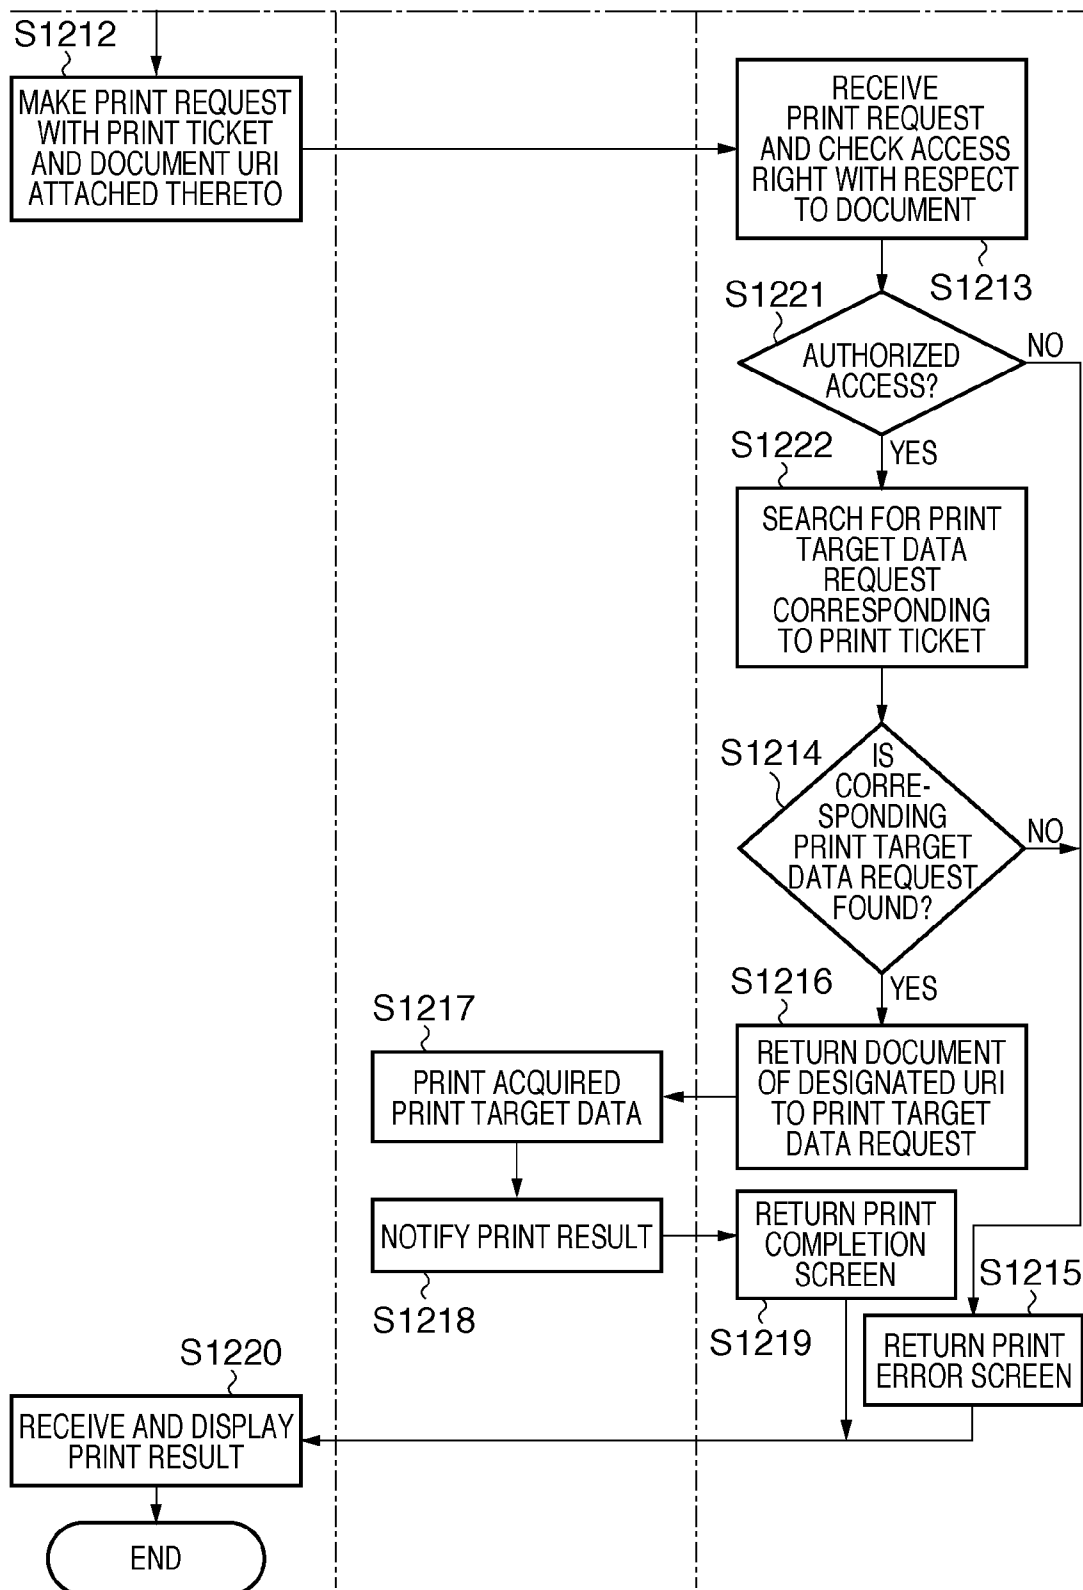 S1212
MAKE PRINT REQUEST
WITH PRINT TICKET
AND DOCUMENT URI
ATTACHED THERETO
RECEIVE
PRINT REQUEST
AND CHECK ACCESS
RIGHT WITH RESPECT
TO DOCUMENT
S1213
S1221
AUTHORIZED
ACCESS?
NO
YES
S1222
SEARCH FOR PRINT
TARGET DATA
REQUEST
CORRESPONDING
TO PRINT TICKET
S1214
IS
CORRE-
SPONDING
PRINT TARGET
DATA REQUEST
FOUND?
NO
YES
S1216
RETURN DOCUMENT
OF DESIGNATED URI
TO PRINT TARGET
DATA REQUEST
S1217
PRINT ACQUIRED
PRINT TARGET DATA
NOTIFY PRINT RESULT
S1218
RETURN PRINT
COMPLETION
SCREEN
S1219
S1215
RETURN PRINT
ERROR SCREEN
S1220
RECEIVE AND DISPLAY
PRINT RESULT
END